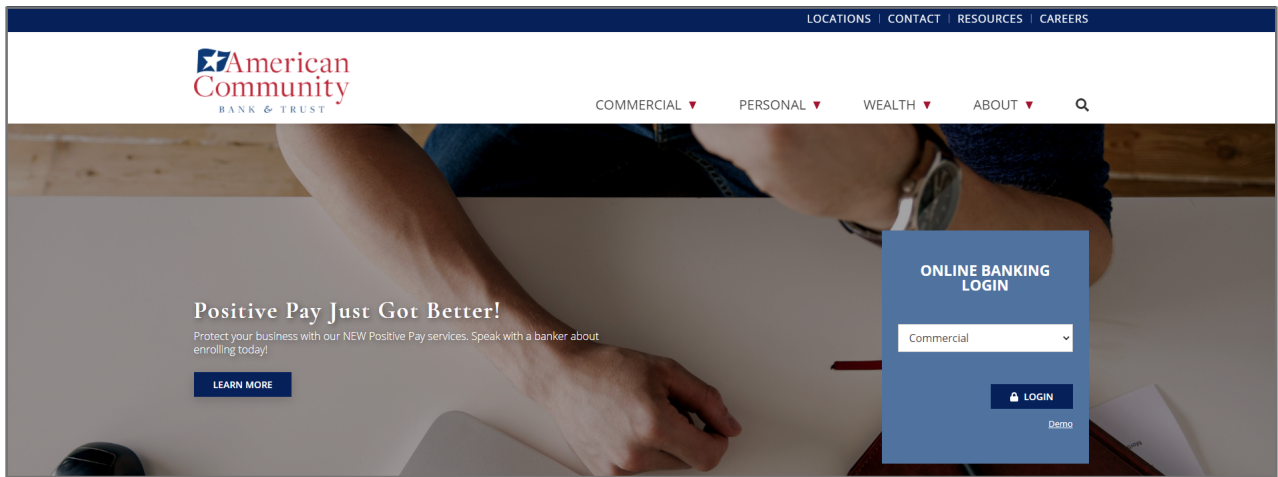 LOCATIONS | CONTACT | RESOURCES | CAREERS
American
Community
BANK & TRUST
COMMERCIAL ▼ PERSONAL ▼ WEALTH ▼ ABOUT ▼
ONLINE BANKING
LOGIN
Positive Pay Just Got Better!
Protect your business with our NEW Positive Pay services. Speak with a banker about
enrolling today!
LEARN MORE
Commercial
LOGIN
Demo